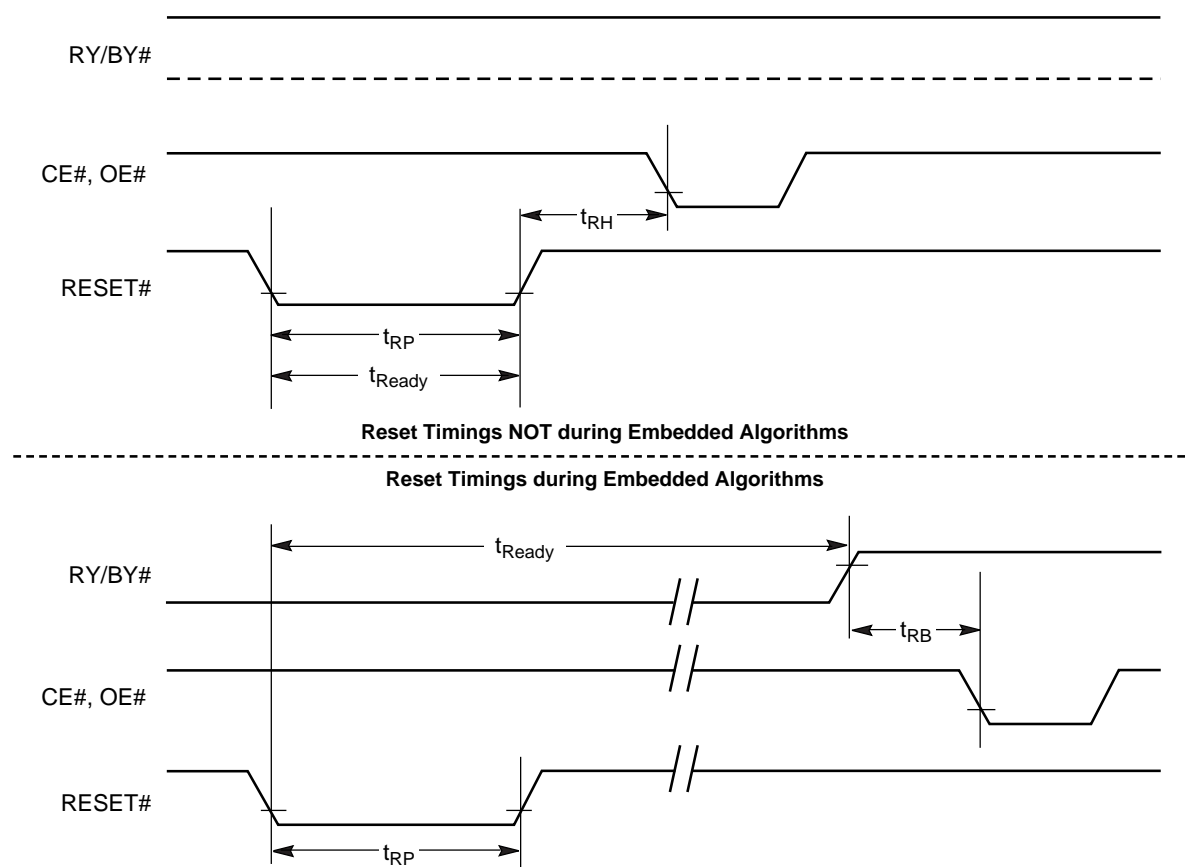 RY/BY#
CE#, OE#
tRH
RESET#
tRP
tReady
Reset Timings NOT during Embedded Algorithms
Reset Timings during Embedded Algorithms
tReady
RY/BY#
tRB
CE#, OE#
RESET#
tRP